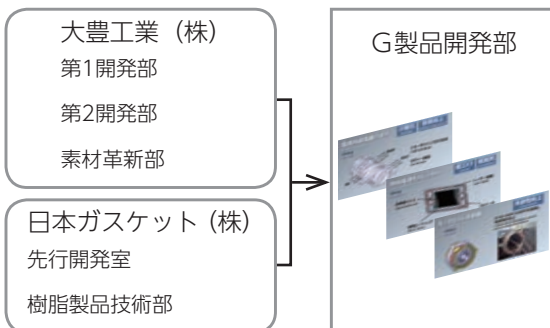 大豊工業（株）
第1開発部
第2開発部
素材革新部
日本ガスケット（株）
先行開発室
樹脂製品技術部
G製品開発部